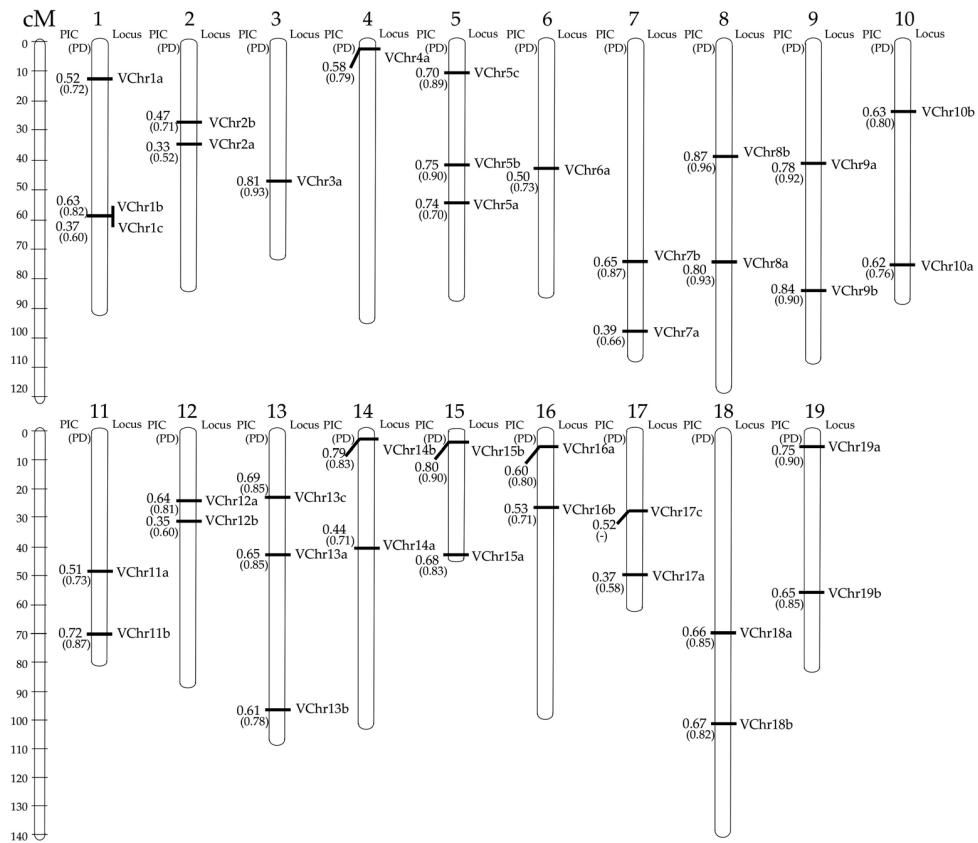 cM
1 2 3 4 5 6 7 8 9 10
PIC Locus PIC Locus PIC Locus PIC Locus PIC Locus PIC Locus PIC Locus PIC Locus PIC Locus PIC Locus
(PD) (PD) (PD) (PD) (PD) (PD) (PD) (PD) (PD) (PD)
0
10
20
30
40
50
60
70
80
90
100
110
120
0.52 VChr1a
(0.72)
0.63 VChr1b
(0.82)
0.37 VChr1c
(0.60)
0.47 VChr2b
(0.71)
0.33 VChr2a
(0.52)
0.81 VChr3a
(0.93)
VChr4a
0.58
(0.79)
0.70 VChr5c
(0.89)
0.75 VChr5b
(0.90)
0.74 VChr5a
(0.70)
0.50 VChr6a
(0.73)
0.65 VChr7b
(0.87)
0.39 VChr7a
(0.66)
0.87 VChr8b
(0.96)
0.80 VChr8a
(0.93)
0.78 VChr9a
(0.92)
0.84 VChr9b
(0.90)
0.63 VChr10b
(0.80)
0.62 VChr10a
(0.76)
11 12 13 14 15 16 17 18 19
PIC Locus PIC Locus PIC Locus PIC Locus PIC Locus PIC Locus PIC Locus PIC Locus PIC Locus
(PD) (PD) (PD) (PD) (PD) (PD) (PD) (PD) (PD)
0
10
20
30
40
50
60
70
80
90
100
110
120
130
140
0.51 VChr11a
(0.73)
0.72 VChr11b
(0.87)
0.64 VChr12a
(0.81)
0.35 VChr12b
(0.60)
0.69 VChr13c
(0.85)
0.65 VChr13a
(0.85)
0.61 VChr13b
(0.78)
0.79 VChr14b
(0.83)
0.44 VChr14a
(0.71)
VChr15b
0.80
(0.90)
0.68 VChr15a
(0.83)
VChr16a
0.60
(0.80)
0.53 VChr16b
(0.71)
VChr17c
0.52
(-)
0.37 VChr17a
(0.58)
0.66 VChr18a
(0.85)
0.67 VChr18b
(0.82)
0.75 VChr19a
(0.90)
0.65 VChr19b
(0.85)